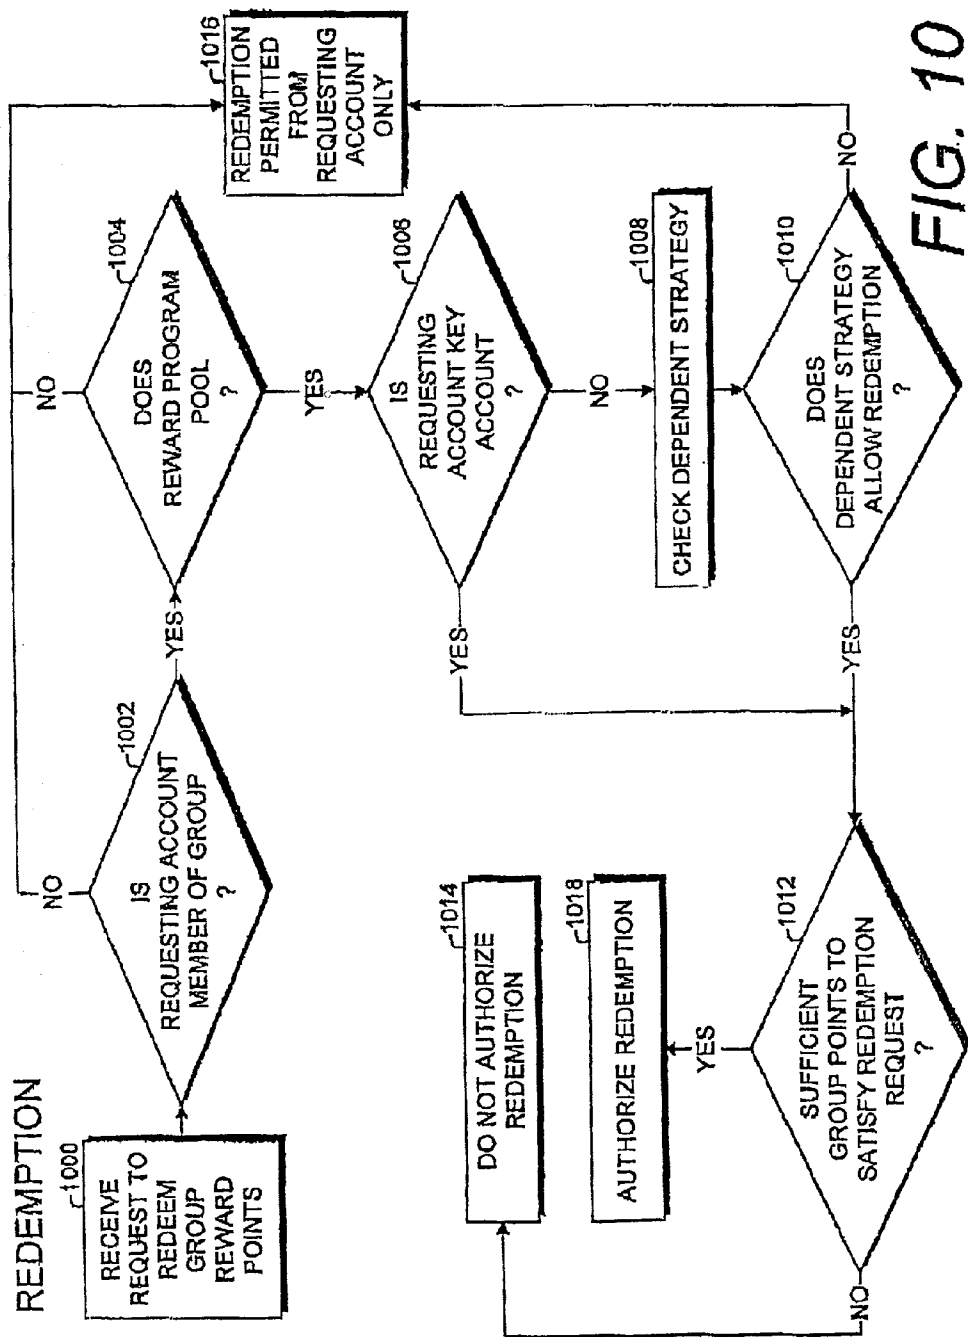 REDEMPTION
1000
RECEIVE
REQUEST TO
REDEEM
GROUP
REWARD
POINTS
1002
IS
REQUESTING ACCOUNT
MEMBER OF GROUP
?
NO
YES
1004
DOES
REWARD PROGRAM
POOL
?
NO
YES
1016
REDEMPTION
PERMITTED
FROM
REQUESTING
ACCOUNT
ONLY
1006
IS
REQUESTING
ACCOUNT KEY
ACCOUNT
?
YES
NO
1008
CHECK DEPENDENT STRATEGY
1010
DOES
DEPENDENT STRATEGY
ALLOW REDEMPTION
?
YES
NO
1012
SUFFICIENT
GROUP POINTS TO
SATISFY REDEMPTION
REQUEST
?
YES
NO
1014
DO NOT AUTHORIZE
REDEMPTION
1018
AUTHORIZE REDEMPTION
FIG. 10